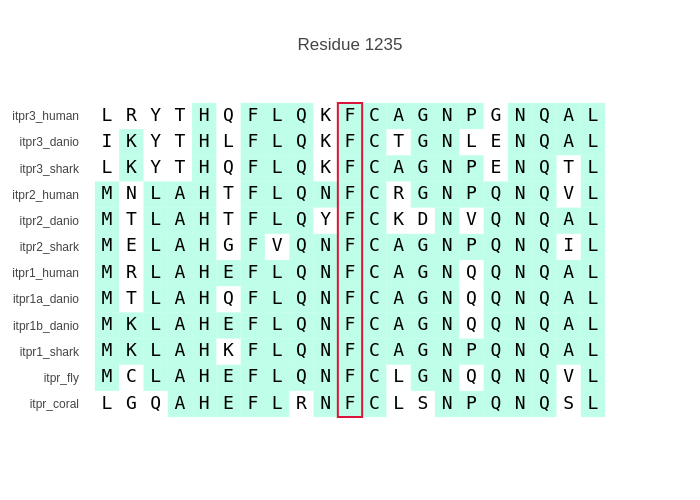 Residue 1235
itpr3_human L R Y T H Q F L Q K F C A G N P G N Q A L
itpr3_danio I K Y T H L F L Q K F C T G N L E N Q A L
itpr3_shark L K Y T H Q F L Q K F C A G N P E N Q T L
itpr2_human M N L A H T F L Q N F C R G N P Q N Q V L
itpr2_danio M T L A H T F L Q Y F C K D N V Q N Q A L
itpr2_shark M E L A H G F V Q N F C A G N P Q N Q I L
itpr1_human M R L A H E F L Q N F C A G N Q Q N Q A L
itpr1a_danio M T L A H Q F L Q N F C A G N Q Q N Q A L
itpr1b_danio M K L A H E F L Q N F C A G N Q Q N Q A L
itpr1_shark M K L A H K F L Q N F C A G N P Q N Q A L
itpr_fly M C L A H E F L Q N F C L G N Q Q N Q V L
itpr_coral L G Q A H E F L R N F C L S N P Q N Q S L